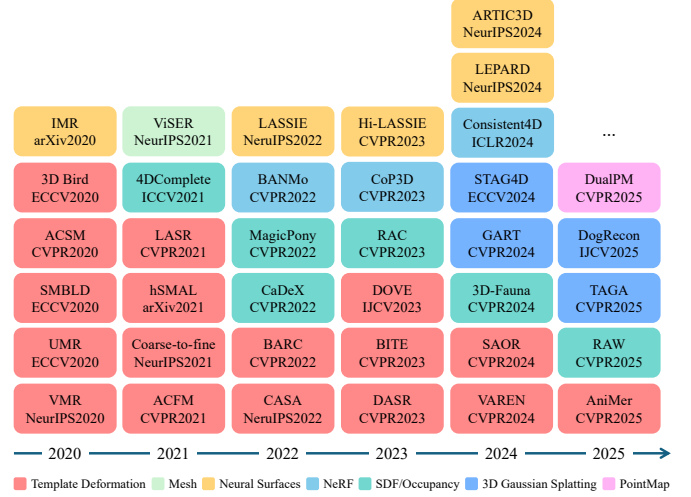 ARTIC3D
NeurIPS2024
LEPARD
NeurIPS2024
IMR
arXiv2020
ViSER
NeurIPS2021
LASSIE
NeruIPS2022
Hi-LASSIE
CVPR2023
Consistent4D
ICLR2024
...
3D Bird
ECCV2020
4DComplete
ICCV2021
BANMo
CVPR2022
CoP3D
CVPR2023
STAG4D
ECCV2024
DualPM
CVPR2025
ACSM
CVPR2020
LASR
CVPR2021
MagicPony
CVPR2022
RAC
CVPR2023
GART
CVPR2024
DogRecon
IJCV2025
SMBLD
ECCV2020
hSMAL
arXiv2021
CaDeX
CVPR2022
DOVE
IJCV2023
3D-Fauna
CVPR2024
TAGA
CVPR2025
UMR
ECCV2020
Coarse-to-fine
NeurIPS2021
BARC
CVPR2022
BITE
CVPR2023
SAOR
CVPR2024
RAW
CVPR2025
VMR
NeurIPS2020
ACFM
CVPR2021
CASA
NeruIPS2022
DASR
CVPR2023
VAREN
CVPR2024
AniMer
CVPR2025
2020 2021 2022 2023 2024 2025
Template Deformation Mesh Neural Surfaces NeRF SDF/Occupancy 3D Gaussian Splatting PointMap